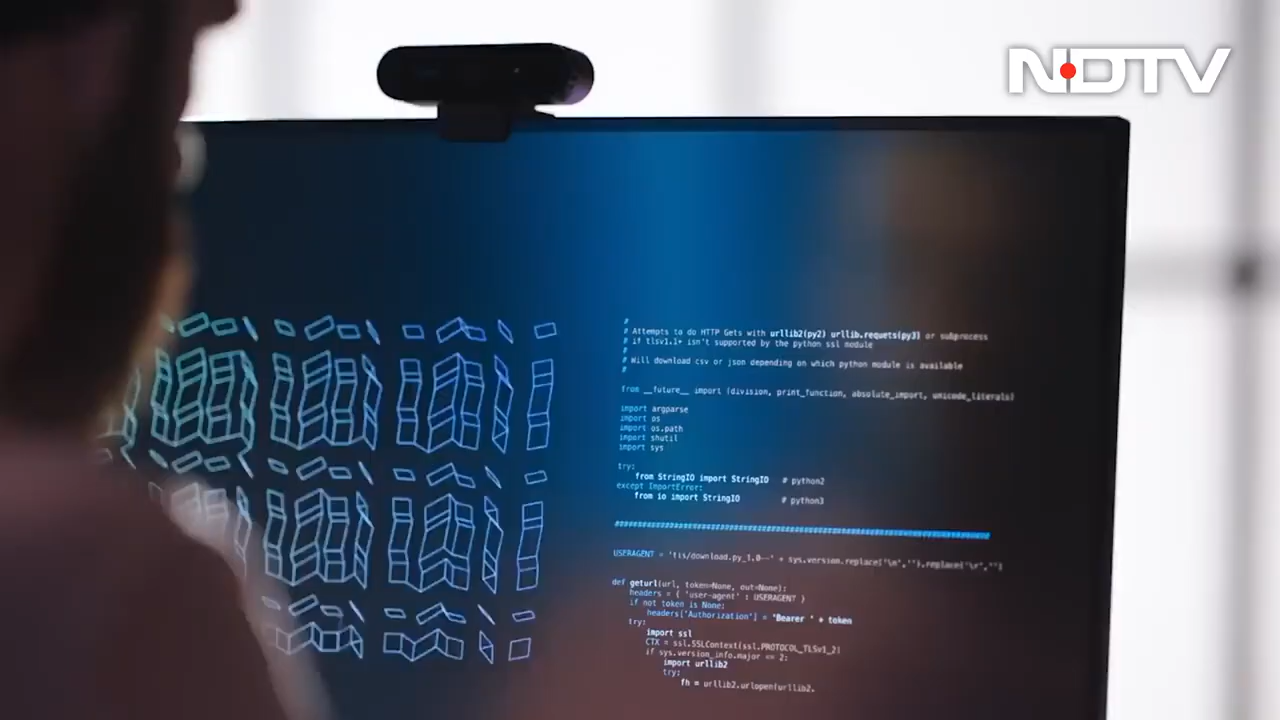 NDTV
#
# Attempts to do HTTP Gets with urllib2(py2) urllib.requets(py3) or subprocess
# if tlsv1.1+ isn't supported by the python ssl module
#
# Will download csv or json depending on which python module is available
#
from __future__ import (division, print_function, absolute_import, unicode_literals)
import argparse
import os
import os.path
import shutil
import sys
try:
from StringIO import StringIO # python2
except ImportError:
from io import StringIO # python3
USERAGENT = 'tis/download.py_1.0--' + sys.version.replace('\n','').replace('\r','')
def geturl(url, token=None, out=None):
headers = { 'user-agent' : USERAGENT }
if not token is None:
headers['Authorization'] = 'Bearer ' + token
try:
import ssl
CTX = ssl.SSLContext(ssl.PROTOCOL_TLSv1_2)
if sys.version_info.major == 2:
import urllib2
try:
fh = urllib2.urlopen(urllib2.